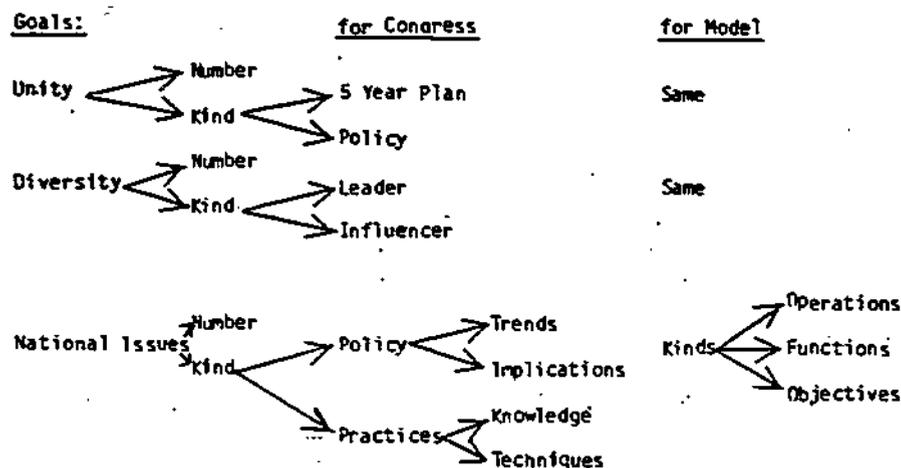 Goals: for Congress for Model
Number
Unity 5 Year Plan Same
Kind
Policy
Number
Diversity Leader Same
Kind
Influencer
Operations
Number Trends
National Issues Policy Kinds Functions
Kind Implications
Objectives
Knowledge
Practices
Techniques